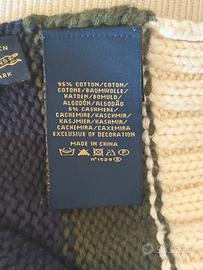 95% COTTON/COTON/
COTONE/BAUMWOLLE/
KATOEN/BOMULD/
ALGODÓN/ALGODÃO
5% CASHMERE/
CACHEMIRE/KASCHMIR/
CACHEMIRA/KASJMIR/
KASHMIR/CAXEMIRA
EXCLUSIVE OF DECORATION
MADE IN CHINA